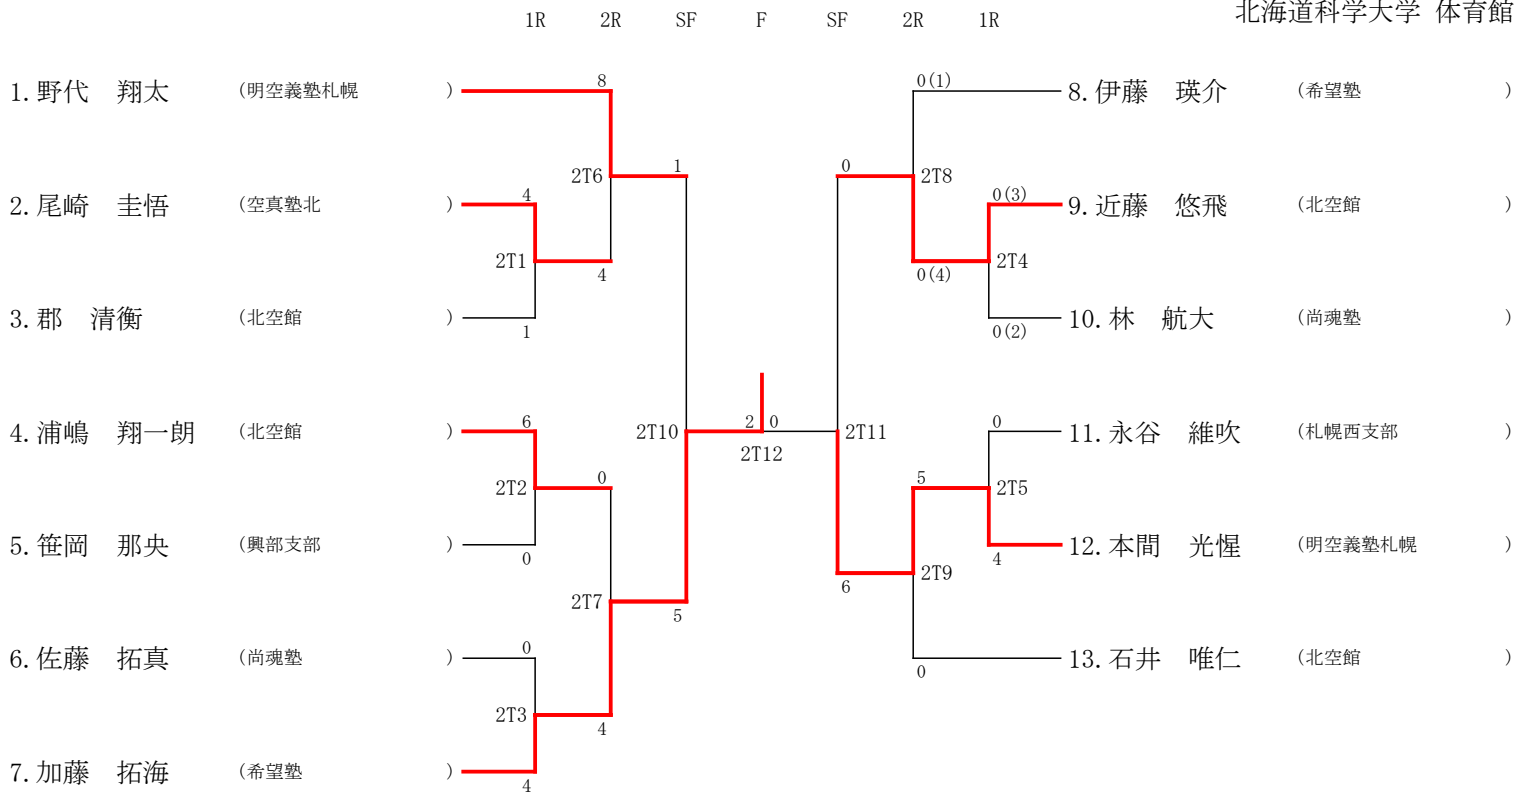 北海道科学大学 体育館
1R 2R SF F SF 2R 1R
8 0(1)
1. 野代 翔太 (明空義塾札幌 ) 8. 伊藤 瑛介 (希望塾 )
2T6 1 0 2T8
4 0(3)
2. 尾崎 圭悟 (空真塾北 ) 9. 近藤 悠飛 (北空館 )
2T1 4 0(4) 2T4
3. 郡 清衡 (北空館 ) 10. 林 航大 (尚魂塾 )
1 0(2)
6 2 0 0
4. 浦嶋 翔一朗 (北空館 ) 2T10 2T11 11. 永谷 維吹 (札幌西支部 )
2T12
2T2 0 5 2T5
5. 笹岡 那央 (興部支部 ) 12. 本間 光惺 (明空義塾札幌 )
0 4
2T7 5 6 2T9
0
6. 佐藤 拓真 (尚魂塾 ) 13. 石井 唯仁 (北空館 )
0
2T3 4
7. 加藤 拓海 (希望塾 )
4